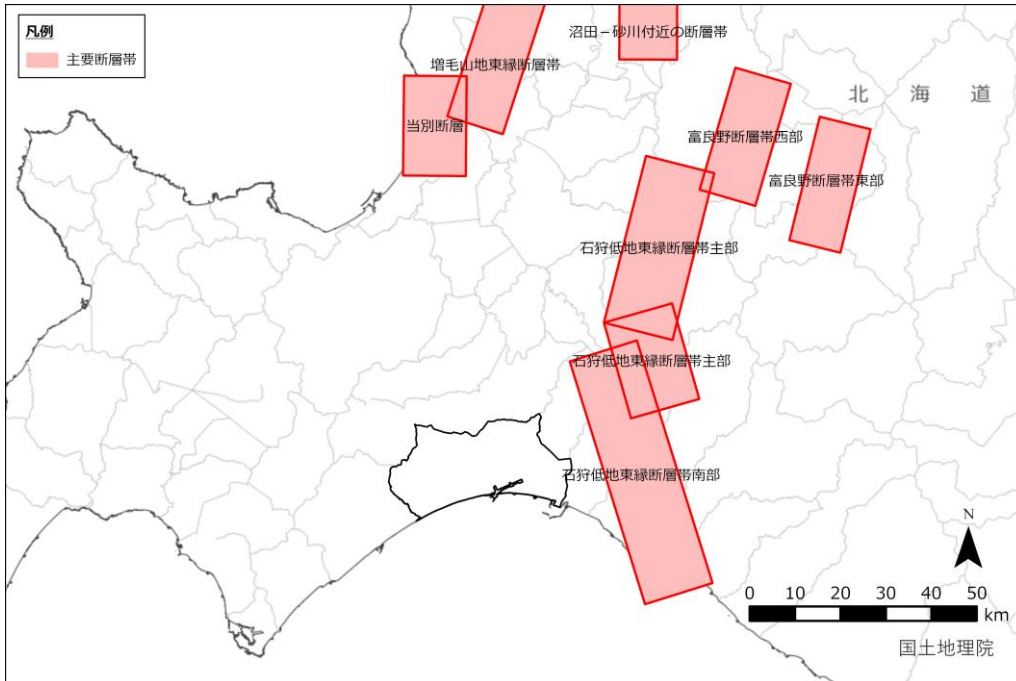 凡例
主要断層帯
沼田－砂川付近の断層帯
増毛山地東縁断層帯
北　海　道
当別断層
富良野断層帯西部
富良野断層帯東部
石狩低地東縁断層帯主部
石狩低地東縁断層帯主部
石狩低地東縁断層帯南部
N
0 10 20 30 40 50
km
国土地理院